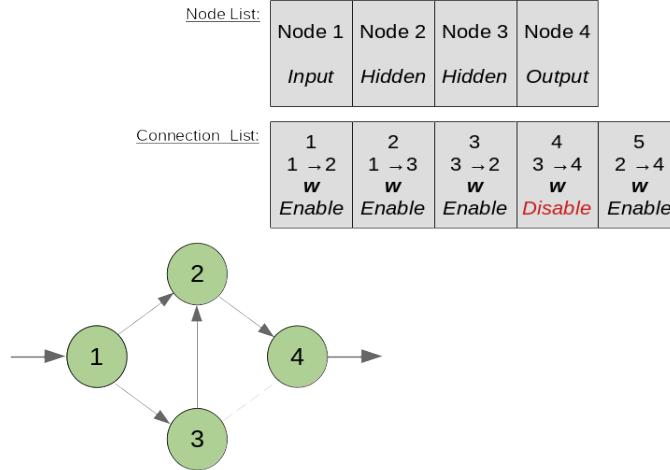 Node List:
Node 1 Node 2 Node 3 Node 4
Input Hidden Hidden Output
Connection List:
1 2 3 4 5
1 →2 1 →3 3 →2 3 →4 2 →4
w w w w w
Enable Enable Enable Disable Enable
2
1 4
3